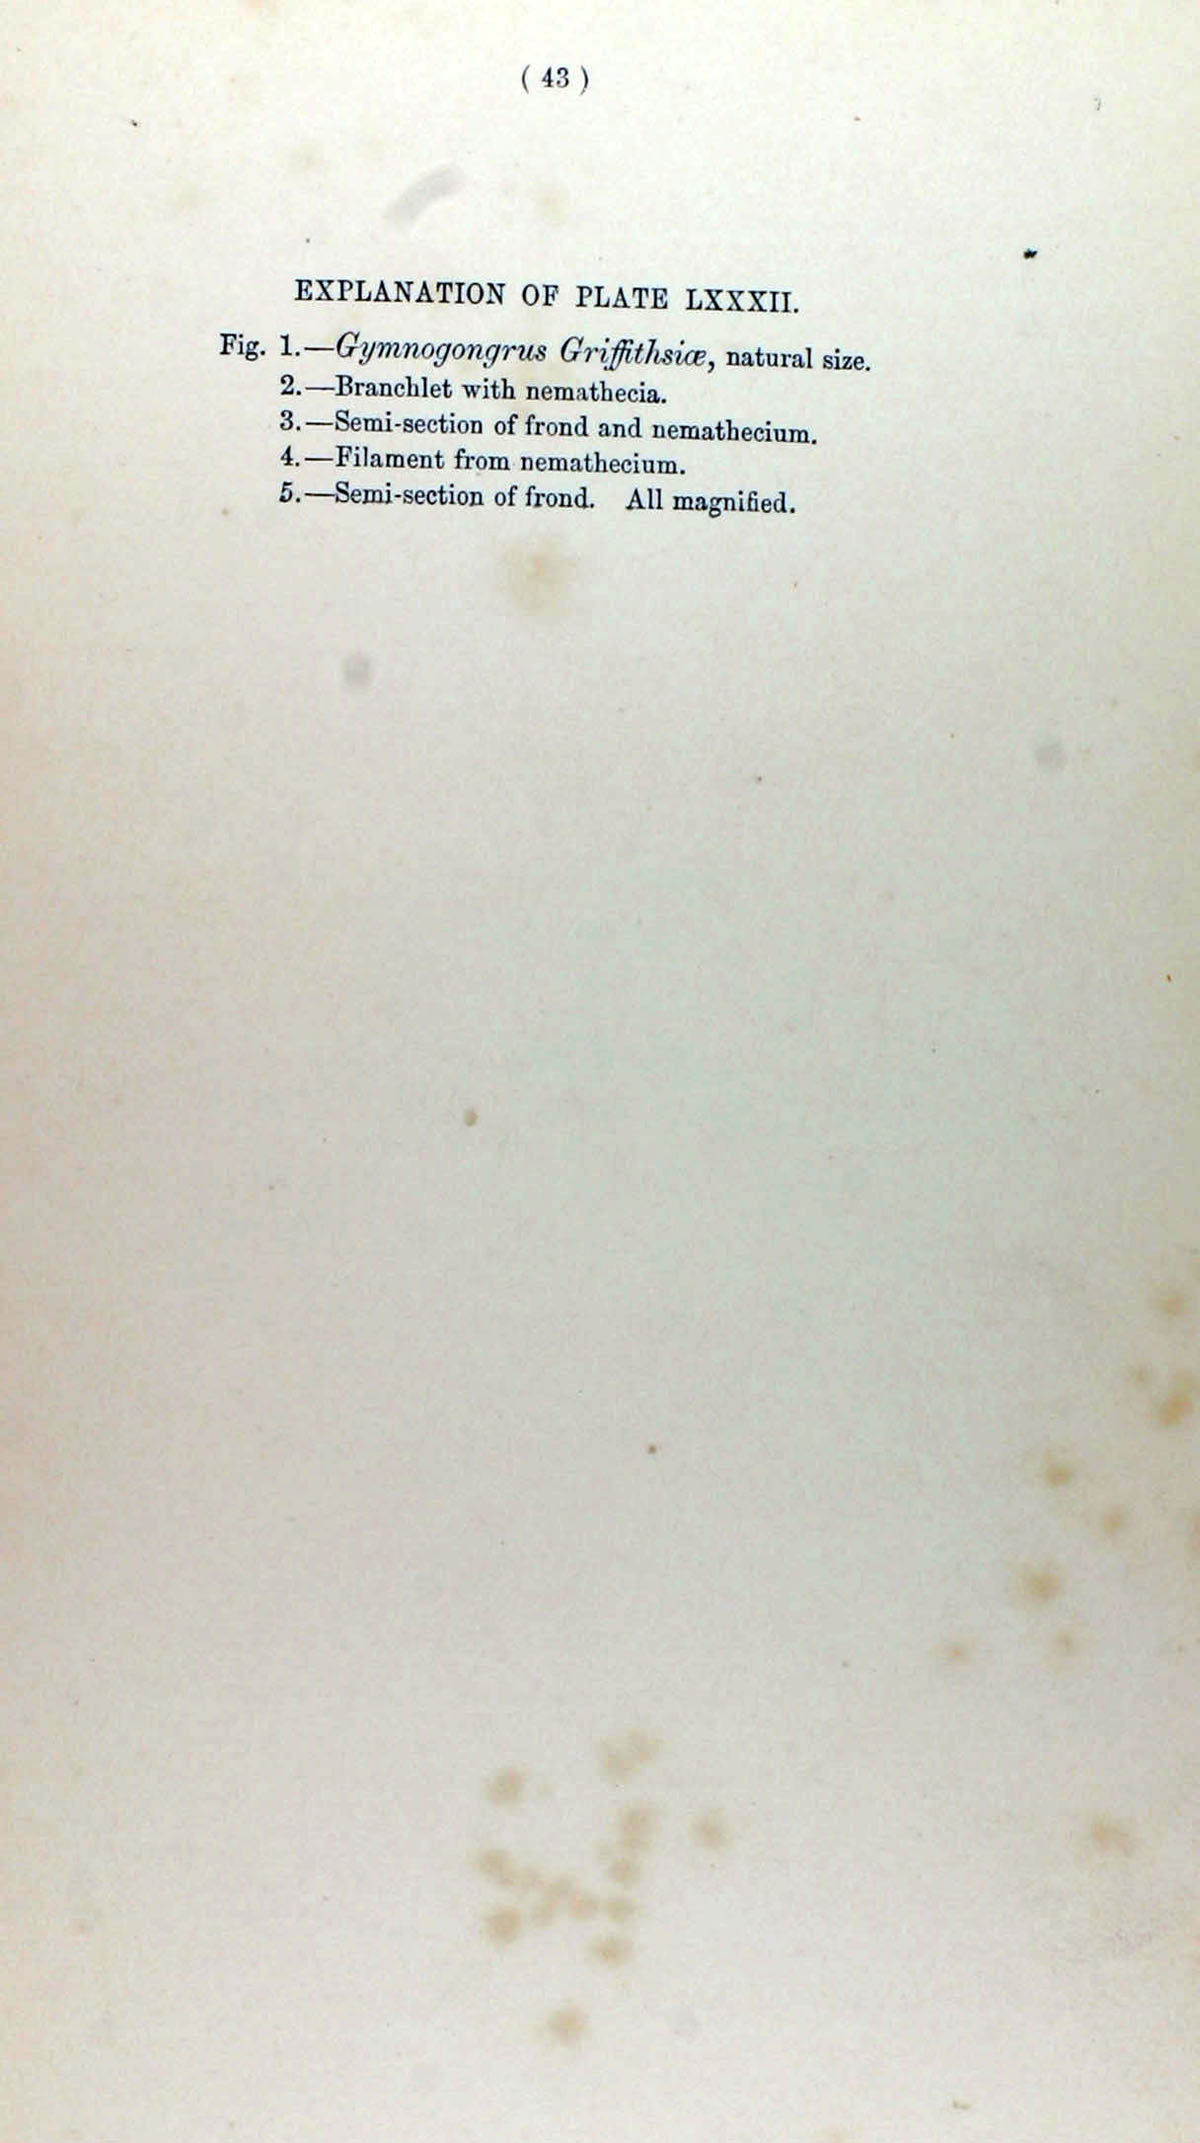 ( 43 )
EXPLANATION OF PLATE LXXXII.
Fig. 1.—Gymnogongrus Griffithsiæ, natural size.
2.—Branchlet with nemathecia.
3.—Semi-section of frond and nemathecium.
4.—Filament from nemathecium.
5.—Semi-section of frond. All magnified.